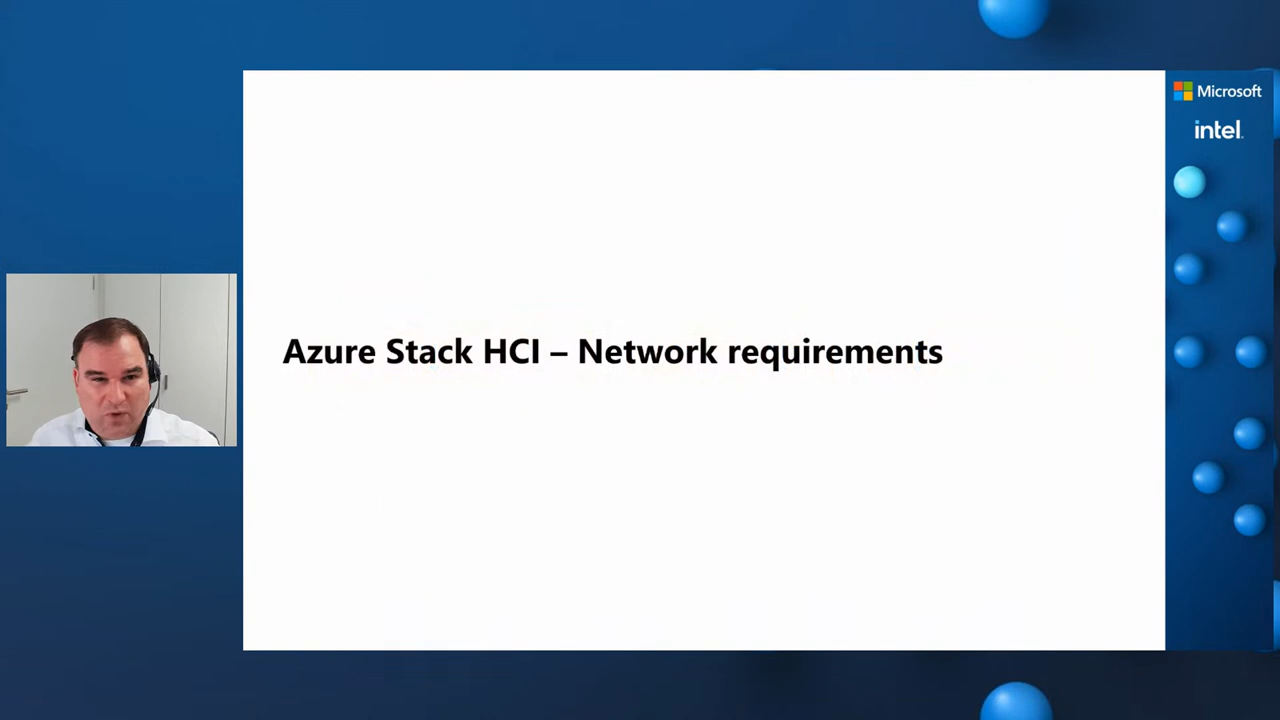 Microsoft
intel.
Azure Stack HCI – Network requirements